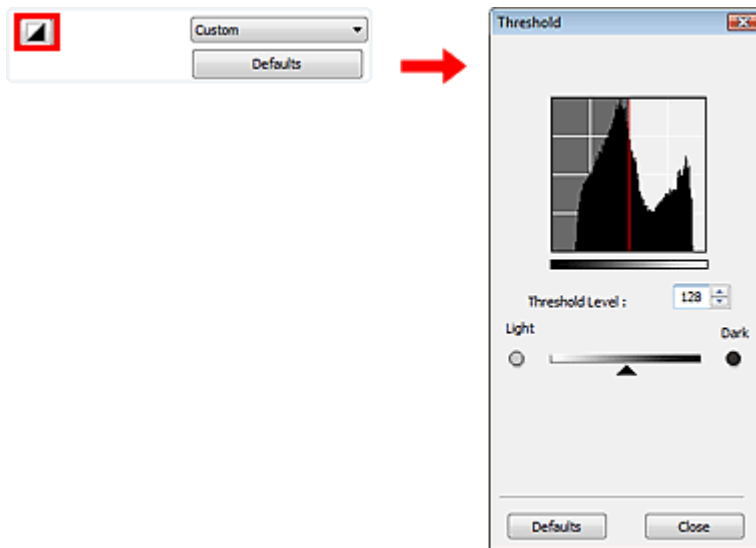 Custom
Defaults
Threshold
Threshold Level :
128
Light
Dark
Defaults
Close